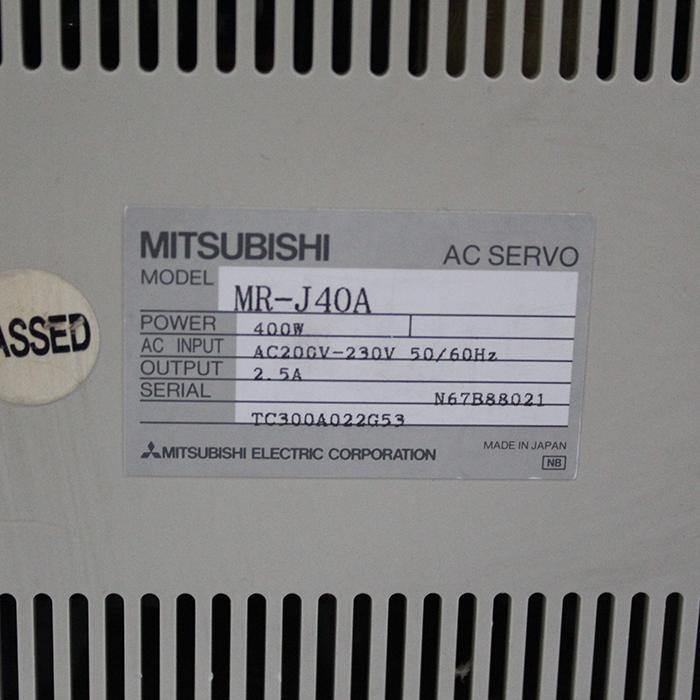 MITSUBISHI
AC SERVO
MODEL MR-J40A
POWER 400W
AC INPUT AC200V-230V 50/60Hz
OUTPUT 2.5A
SERIAL N67B88021
TC300A022G53
MITSUBISHI ELECTRIC CORPORATION
MADE IN JAPAN
NB
ASSED